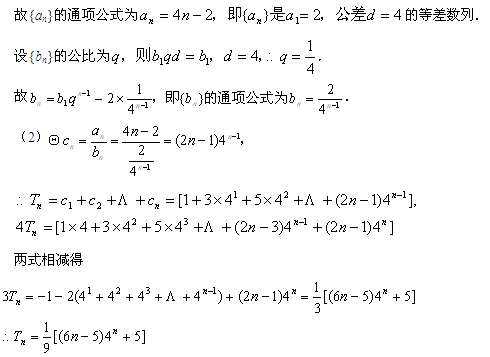 故{aₙ}的通项公式为aₙ = 4n − 2，即{aₙ}是a₁= 2，公差d = 4的等差数列.
设{bₙ}的公比为q，则b₁qd = b₁，d = 4，∴ q = 1/4.
故bₙ = b₁qⁿ⁻¹ − 2 × 1/4ⁿ⁻¹，即{bₙ}的通项公式为bₙ = 2/4ⁿ⁻¹.
（2）Θ cₙ = aₙ/bₙ = (4n − 2)/(2/4ⁿ⁻¹) = (2n − 1)4ⁿ⁻¹,
∴ Tₙ = c₁ + c₂ + Λ + cₙ = [1 + 3 × 4¹ + 5 × 4² + Λ + (2n − 1)4ⁿ⁻¹],
4Tₙ = [1 × 4 + 3 × 4² + 5 × 4³ + Λ + (2n − 3)4ⁿ⁻¹ + (2n − 1)4ⁿ]
两式相减得
3Tₙ = −1 − 2(4¹ + 4² + 4³ + Λ + 4ⁿ⁻¹) + (2n − 1)4ⁿ = 1/3[(6n − 5)4ⁿ + 5]
∴ Tₙ = 1/9[(6n − 5)4ⁿ + 5]